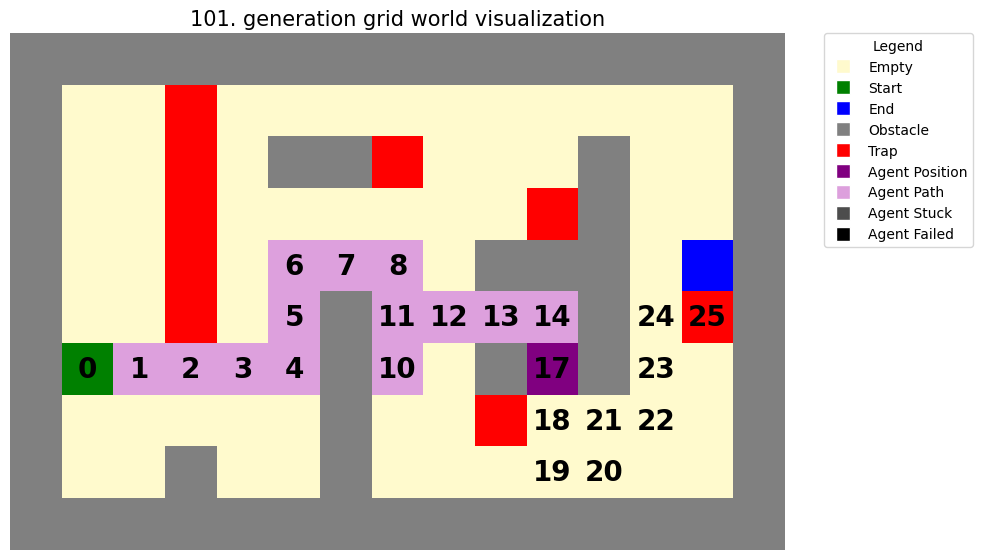 101. generation grid world visualization
Legend
Empty
Start
End
Obstacle
Trap
Agent Position
Agent Path
Agent Stuck
Agent Failed
6 7 8
5 11 12 13 14 24 25
0 1 2 3 4 10 17 23
18 21 22
19 20